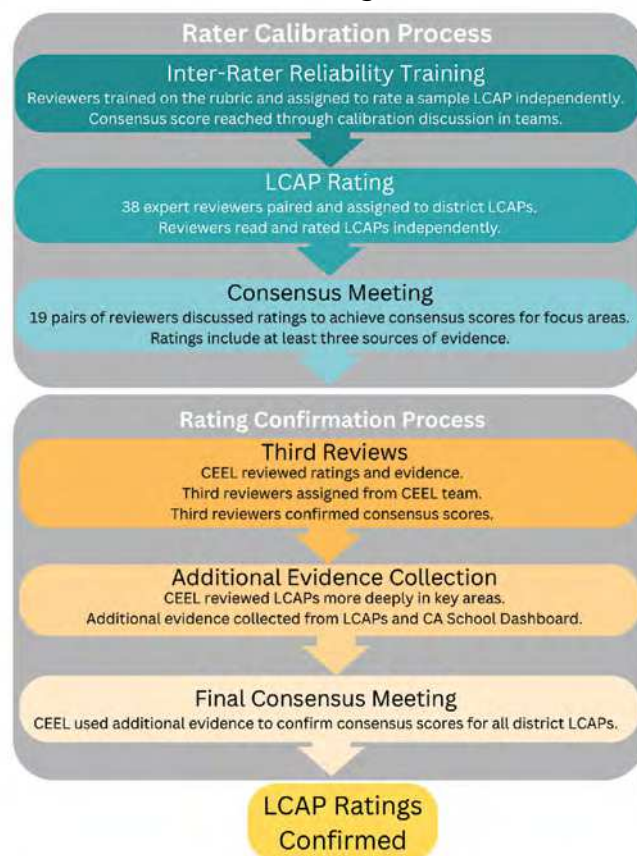 Rater Calibration Process
Inter-Rater Reliability Training
Reviewers trained on the rubric and assigned to rate a sample LCAP independently.
Consensus score reached through calibration discussion in teams.
LCAP Rating
38 expert reviewers paired and assigned to district LCAPs.
Reviewers read and rated LCAPs independently.
Consensus Meeting
19 pairs of reviewers discussed ratings to achieve consensus scores for focus areas.
Ratings include at least three sources of evidence.
Rating Confirmation Process
Third Reviews
CEEL reviewed ratings and evidence.
Third reviewers assigned from CEEL team.
Third reviewers confirmed consensus scores.
Additional Evidence Collection
CEEL reviewed LCAPs more deeply in key areas.
Additional evidence collected from LCAPs and CA School Dashboard.
Final Consensus Meeting
CEEL used additional evidence to confirm consensus scores for all district LCAPs.
LCAP Ratings
Confirmed